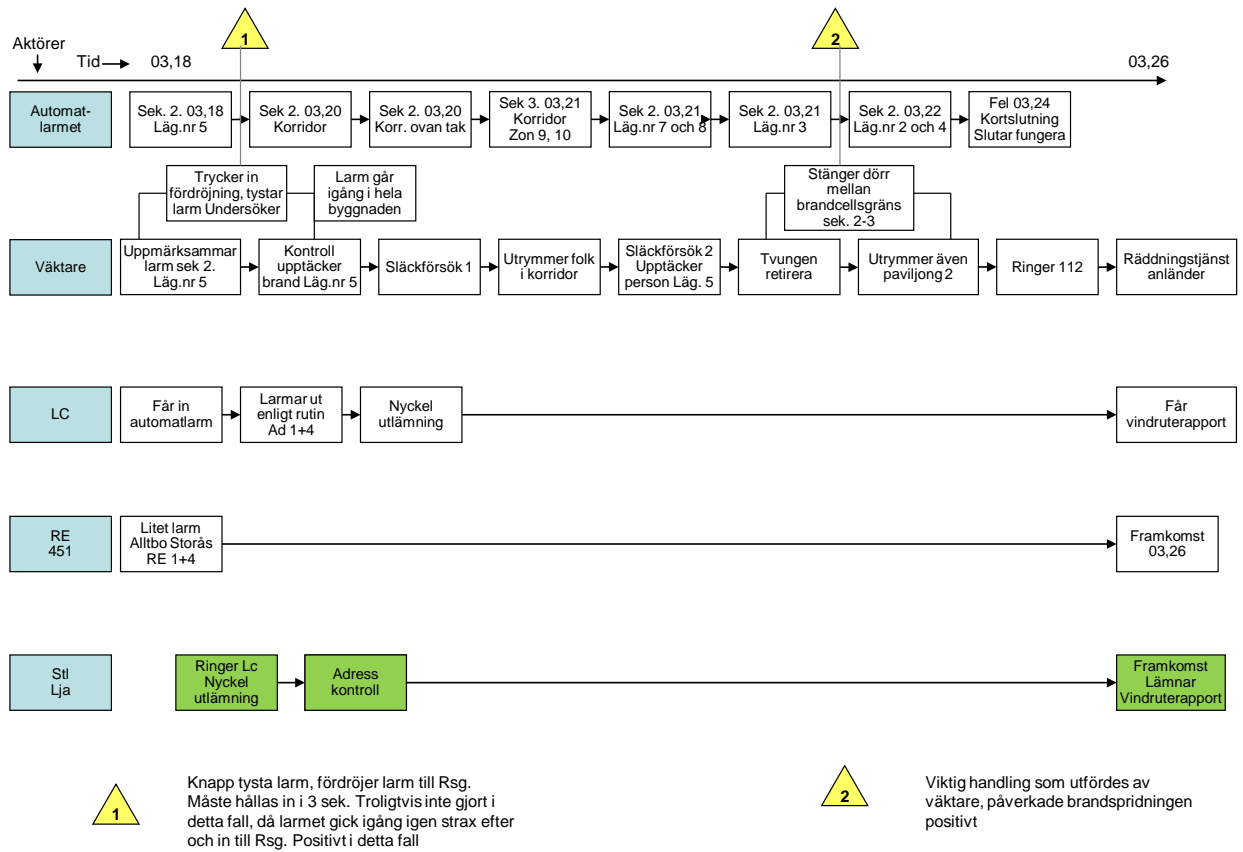 1
2
Aktörer
Tid
03,18
03,26
Automat-
larmet
Sek. 2. 03,18
Läg.nr 5
Sek. 2. 03,20
Korridor
Sek. 2. 03,20
Korr. ovan tak
Sek 3. 03,21
Korridor
Zon 9, 10
Sek. 2. 03,21
Läg.nr 7 och 8
Sek. 2. 03,21
Läg.nr 3
Sek. 2. 03,22
Läg.nr 2 och 4
Fel 03,24
Kortslutning
Slutar fungera
Trycker in
fördröjning, tystar
larm Undersöker
Larm går
igång i hela
byggnaden
Stänger dörr
mellan
brandcellsgräns
sek. 2-3
Väktare
Uppmärksammar
larm sek 2.
Läg.nr 5
Kontroll
upptäcker
brand Läg.nr 5
Släckförsök 1
Utrymmer folk
i korridor
Släckförsök 2
Upptäcker
person Läg. 5
Tvungen
retirera
Utrymmer även
paviljong 2
Ringer 112
Räddningstjänst
anländer
LC
Får in
automatlarm
Larmar ut
enligt rutin
Ad 1+4
Nyckel
utlämning
Får
vindruterapport
RE
451
Litet larm
Alltbo Storås
RE 1+4
Framkomst
03,26
Stl
Lja
Ringer Lc
Nyckel
utlämning
Adress
kontroll
Framkomst
Lämnar
Vindruterapport
1
Knapp tysta larm, fördröjer larm till Rsg.
Måste hållas in i 3 sek. Troligtvis inte gjort i
detta fall, då larmet gick igång igen strax efter
och in till Rsg. Positivt i detta fall
2
Viktig handling som utfördes av
väktare, påverkade brandspridningen
positivt